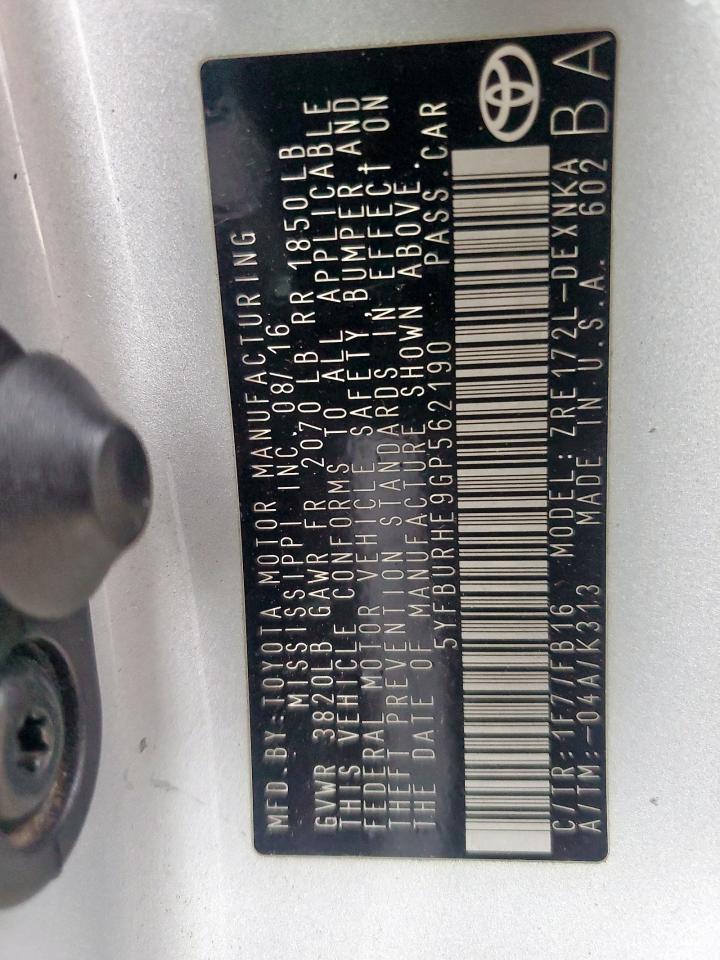 MFD.BY:TOYOTA MOTOR MANUFACTURING
MISSISSIPPI INC. 08/16
GVWR 3820LB GAWR FR 2070 LB RR 1850 LB
THIS VEHICLE CONFORMS TO ALL APPLICABLE
FEDERAL MOTOR VEHICLE SAFETY, BUMPER AND
THEFT PREVENTION STANDARDS IN EFFECT ON
THE DATE OF MANUFACTURE SHOWN ABOVE.
5YFBURHE9GP562190 PASS.CAR
C/TR:1F7/FB16 MODEL: ZRE172L-DEXNKA
A/TM:-04A/K313 MADE IN U.S.A. 602
BA